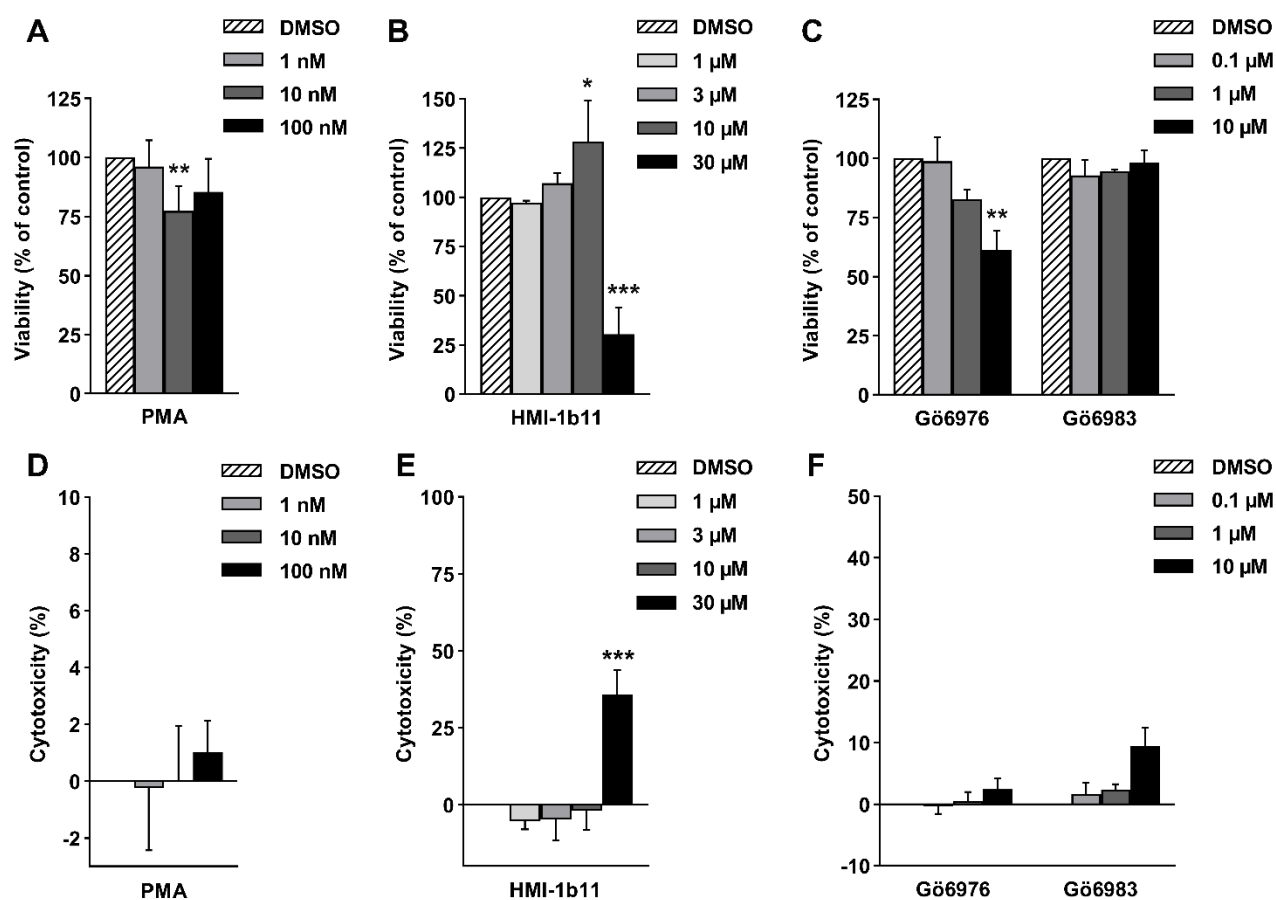 A
DMSO
1 nM
10 nM
100 nM
Viability (% of control)
125
100
75
50
25
0
**
PMA
B
DMSO
1 µM
3 µM
10 µM
30 µM
Viability (% of control)
150
125
100
75
50
25
0
*
***
HMI-1b11
C
DMSO
0.1 µM
1 µM
10 µM
Viability (% of control)
125
100
75
50
25
0
**
Gö6976 Gö6983
D
DMSO
1 nM
10 nM
100 nM
Cytotoxicity (%)
10
8
6
4
2
0
-2
PMA
E
DMSO
1 µM
3 µM
10 µM
30 µM
Cytotoxicity (%)
100
75
50
25
0
***
HMI-1b11
F
DMSO
0.1 µM
1 µM
10 µM
Cytotoxicity (%)
50
40
30
20
10
0
-10
Gö6976 Gö6983